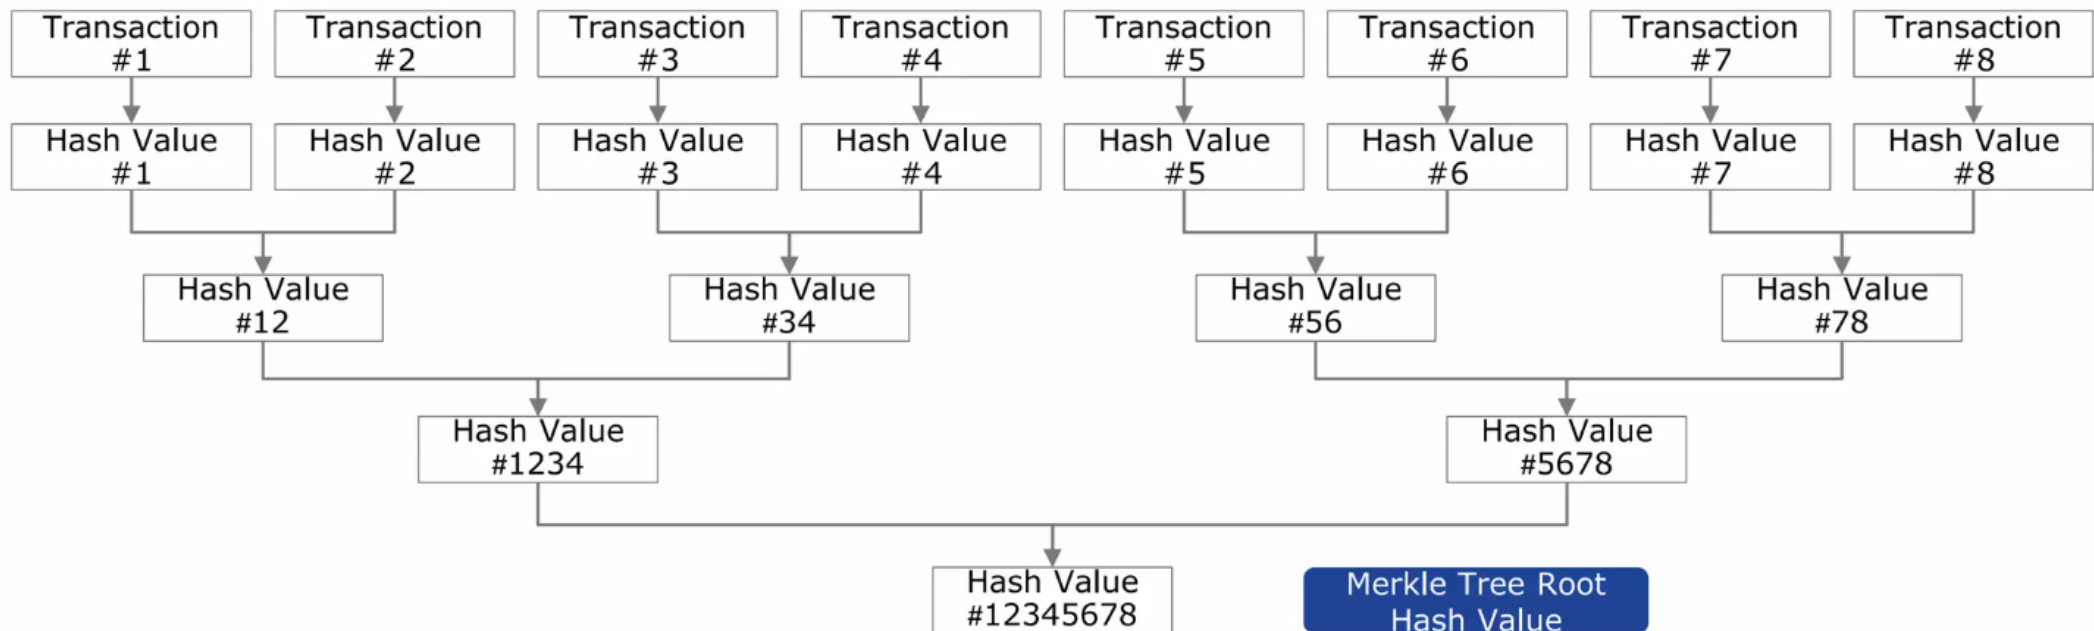 Transaction
#1
Transaction
#2
Transaction
#3
Transaction
#4
Transaction
#5
Transaction
#6
Transaction
#7
Transaction
#8
Hash Value
#1
Hash Value
#2
Hash Value
#3
Hash Value
#4
Hash Value
#5
Hash Value
#6
Hash Value
#7
Hash Value
#8
Hash Value
#12
Hash Value
#34
Hash Value
#56
Hash Value
#78
Hash Value
#1234
Hash Value
#5678
Hash Value
#12345678
Merkle Tree Root
Hash Value